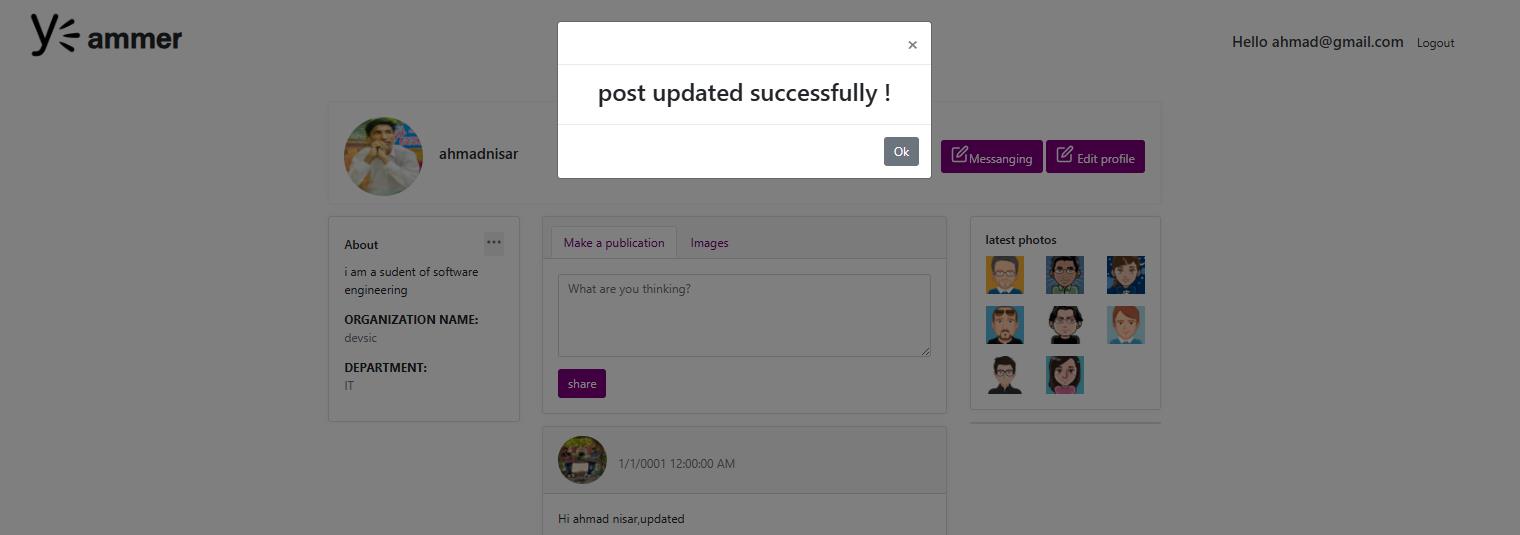 ammer
Hello ahmad@gmail.com Logout
×
post updated successfully !
Ok
ahmadnisar
Messanging
Edit profile
About
i am a sudent of software
engineering
ORGANIZATION NAME:
devsic
DEPARTMENT:
IT
Make a publication
Images
What are you thinking?
share
1/1/0001 12:00:00 AM
Hi ahmad nisar,updated
latest photos